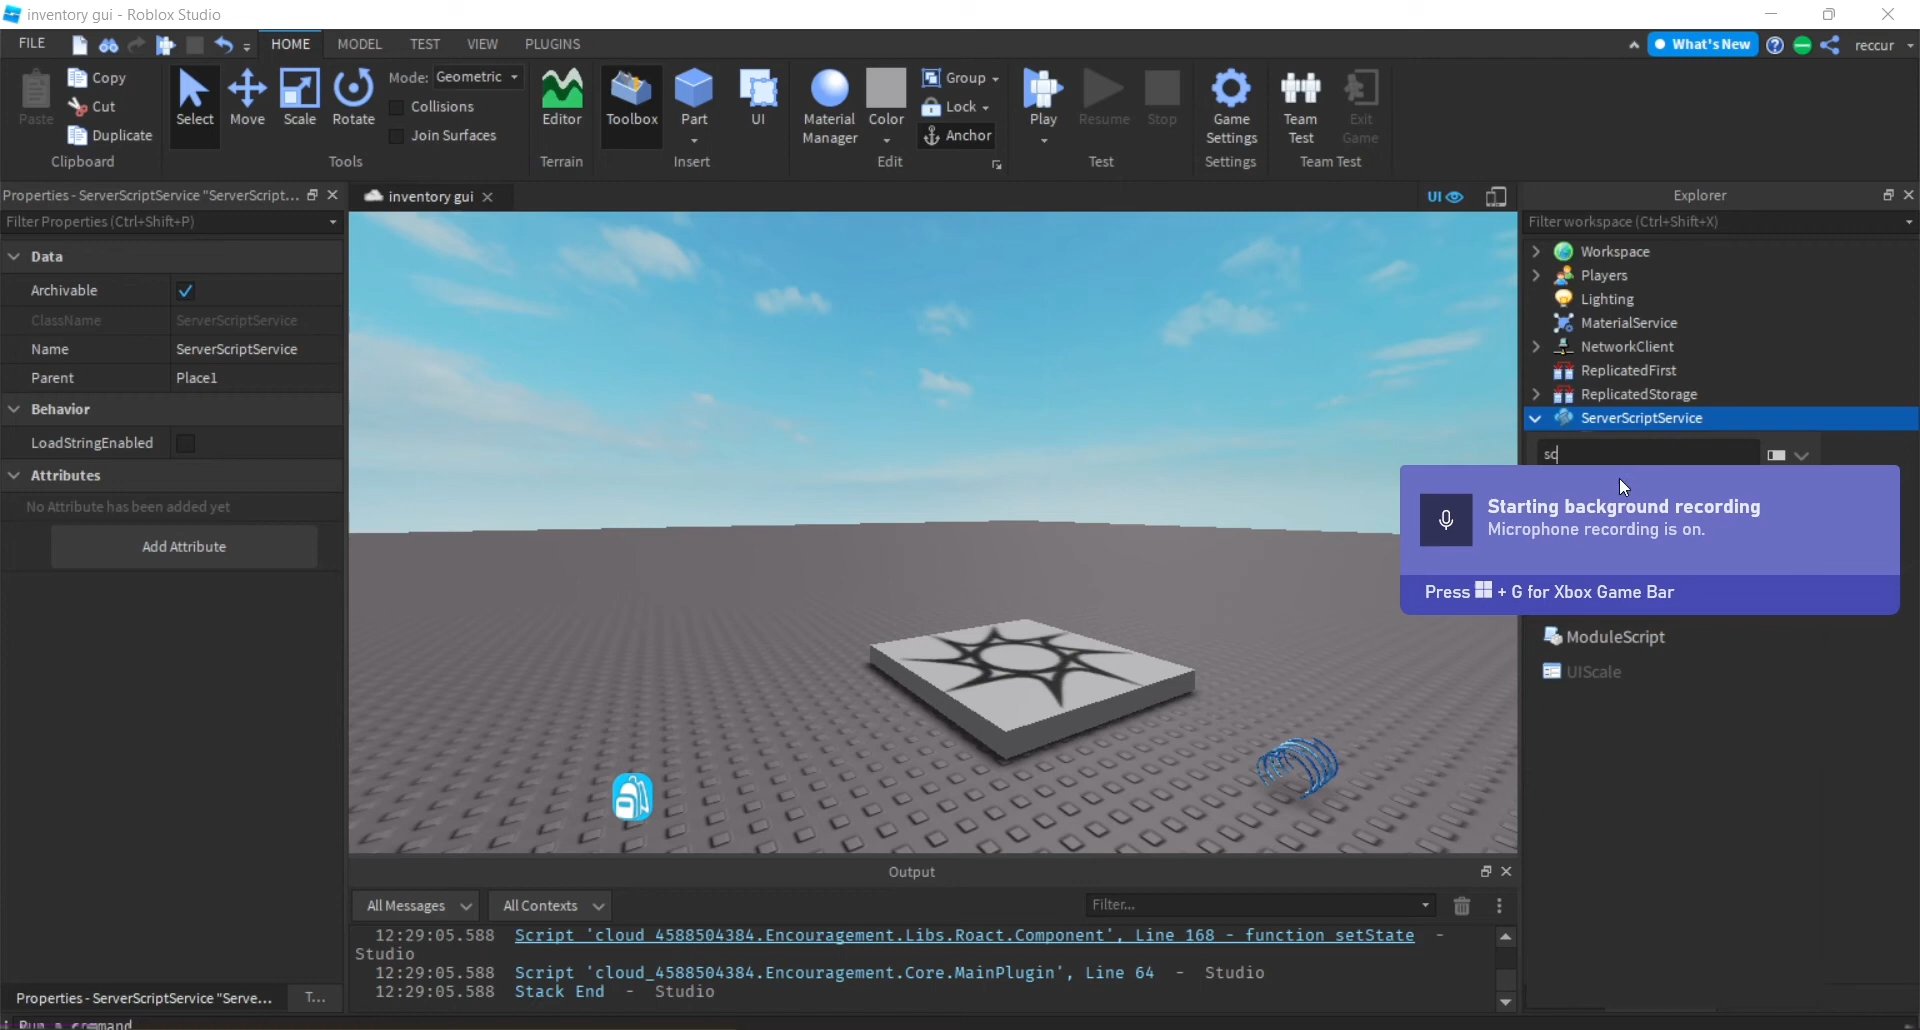 inventory gui - Roblox Studio
FILE HOME MODEL TEST VIEW PLUGINS What's New reccur
Paste Copy Cut Duplicate
Clipboard
Select Move Scale Rotate
Mode: Geometric
Collisions
Join Surfaces
Tools
Editor
Terrain
Toolbox Part UI
Insert
Material Manager Color
Group
Lock
Anchor
Edit
Play Resume Stop
Test
Game Settings
Settings
Team Test Exit Game
Team Test
Properties - ServerScriptService "ServerScript...
Filter Properties (Ctrl+Shift+P)
Data
Archivable
ClassName ServerScriptService
Name ServerScriptService
Parent Place1
Behavior
LoadStringEnabled
Attributes
No Attribute has been added yet
Add Attribute
Properties - ServerScriptService "Serve... T...
inventory gui
UI
Output
All Messages All Contexts Filter...
12:29:05.588 Script 'cloud_4588504384.Encouragement.Libs.Roact.Component', Line 168 - function setState -
Studio
12:29:05.588 Script 'cloud_4588504384.Encouragement.Core.MainPlugin', Line 64 - Studio
12:29:05.588 Stack End - Studio
Run a command
Explorer
Filter workspace (Ctrl+Shift+X)
Workspace
Players
Lighting
MaterialService
NetworkClient
ReplicatedFirst
ReplicatedStorage
ServerScriptService
sc
Starting background recording
Microphone recording is on.
Press + G for Xbox Game Bar
ModuleScript
UIScale